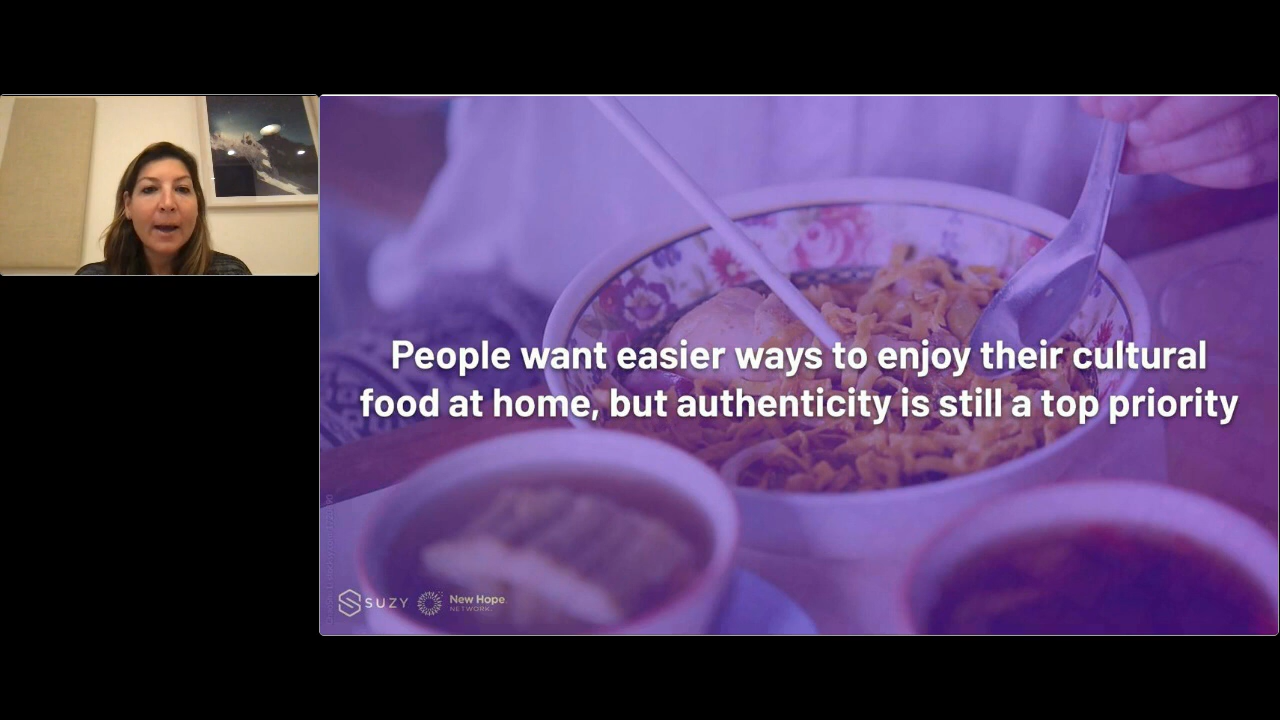 People want easier ways to enjoy their cultural
food at home, but authenticity is still a top priority
SUZY
New Hope
NETWORK